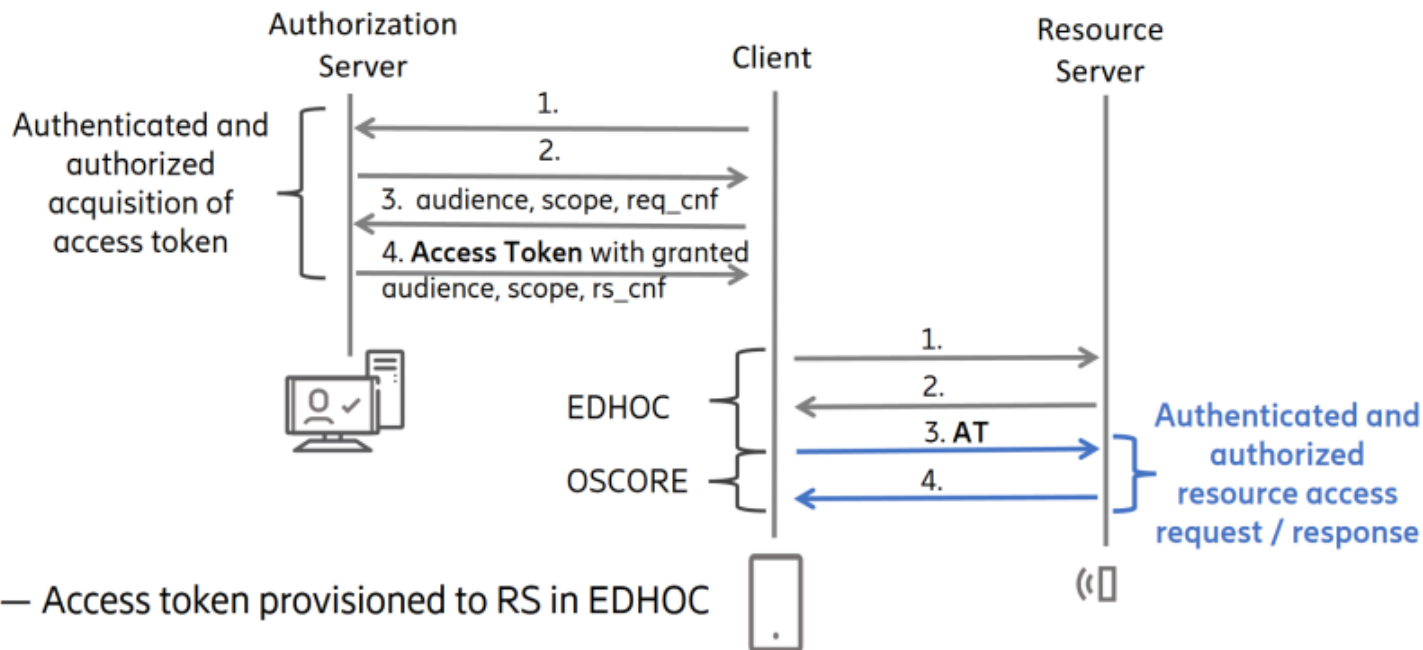 Authorization
Server
Client
Resource
Server
Authenticated and
authorized
acquisition of
access token
1.
2.
3. audience, scope, req_cnf
4. Access Token with granted
audience, scope, rs_cnf
EDHOC
OSCORE
1.
2.
3. AT
4.
Authenticated and
authorized
resource access
request / response
— Access token provisioned to RS in EDHOC